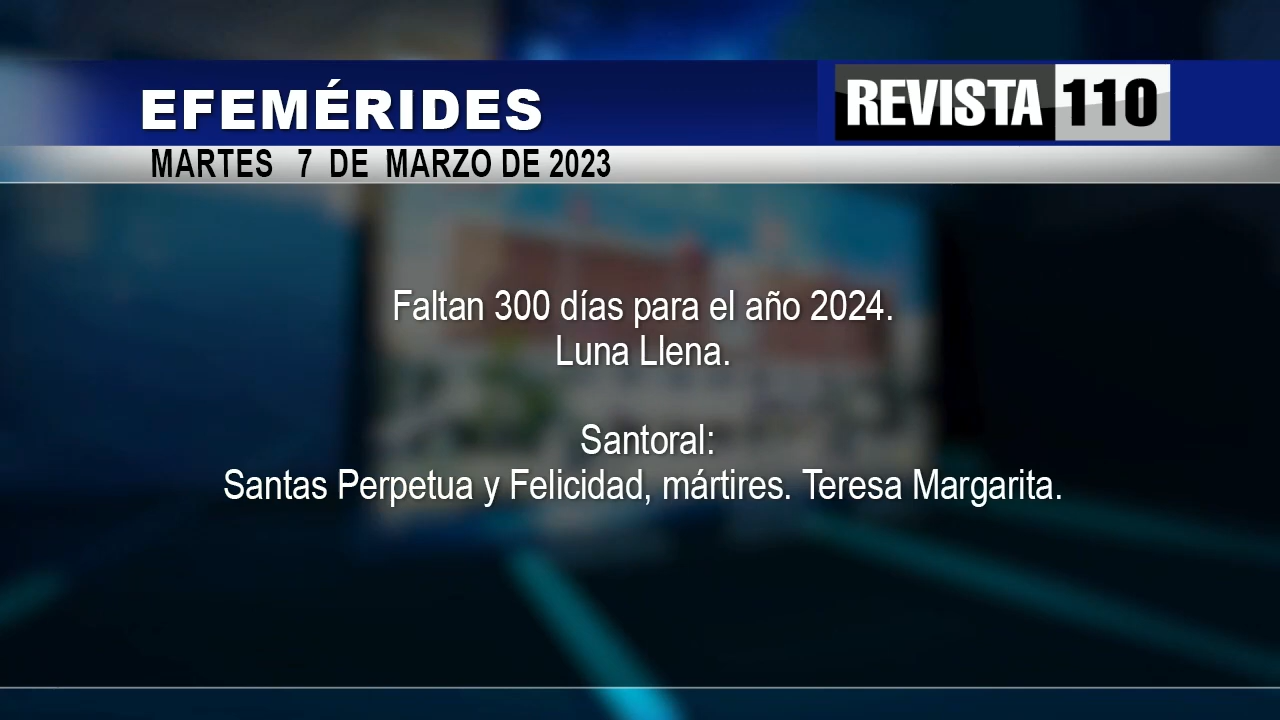 EFEMÉRIDES
REVISTA 110
MARTES 7 DE MARZO DE 2023
Faltan 300 días para el año 2024.
Luna Llena.
Santoral:
Santas Perpetua y Felicidad, mártires. Teresa Margarita.